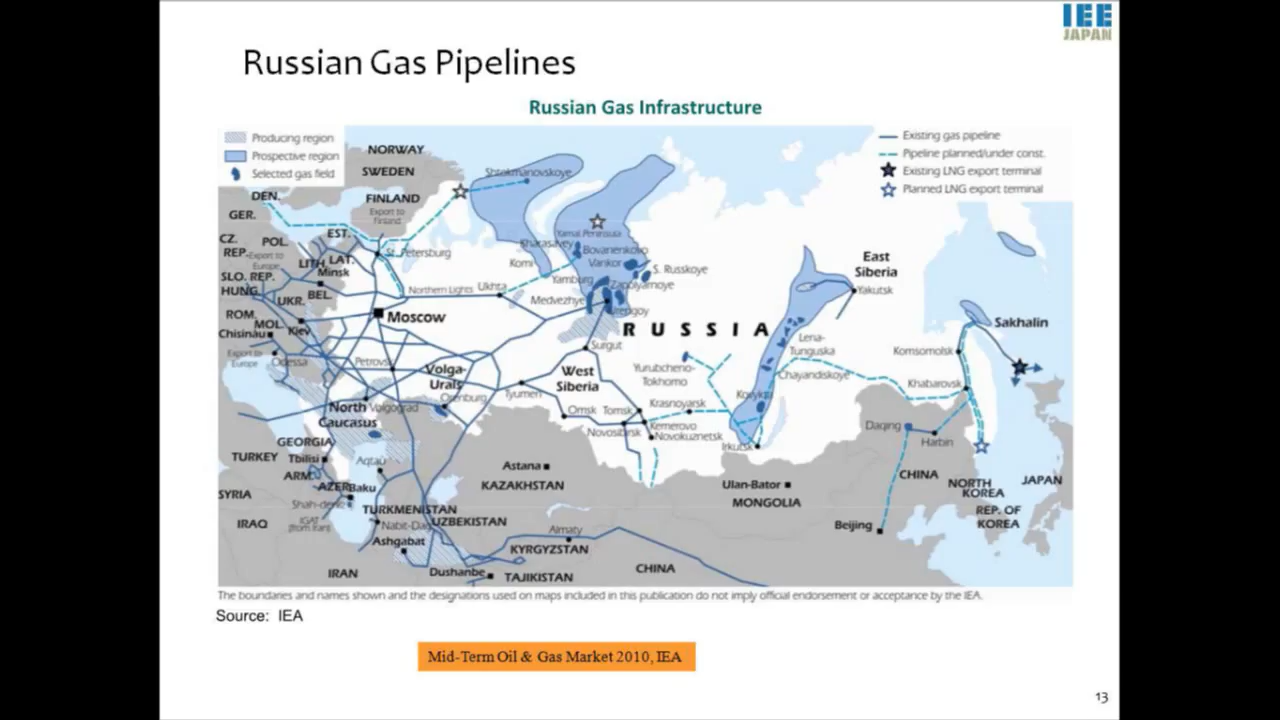 IEE
JAPAN
Russian Gas Pipelines
Russian Gas Infrastructure
Producing region
Prospective region
Selected gas field
Existing gas pipeline
Pipeline planned/under const.
Existing LNG export terminal
Planned LNG export terminal
NORWAY
SWEDEN
FINLAND
Export to
Finland
DEN.
GER.
CZ.
REP.
POL.
EST.
Export to
Europe
LITH.
LAT.
Minsk
SLO. REP.
HUNG.
BEL.
UKR.
ROM.
MOL.
Kiev
Chisinau
Export to
Europe
Odessa
St. Petersburg
Northern Lights
Ukhta
Moscow
Shtokmanovskoye
Yamal Peninsula
Kharasavey
Bovanenkovo
Komi
Vankor
S. Russkoye
Yamburg
Zapolyarnoye
Medvezhye
Urengoy
RUSSIA
East
Siberia
Yakutsk
Sakhalin
Petrovsk
Volga-
Urals
Surgut
West
Siberia
Yurubcheno-
Tokhomo
Lena-
Tunguska
Chayandiskoye
Komsomolsk
Khabarovsk
North
Caucasus
Volgograd
Orenburg
Tyumen
Omsk
Tomsk
Krasnoyarsk
Kovykta
Novosibirsk
Kemerovo
Novokuznetsk
Irkutsk
Daqing
Harbin
GEORGIA
TURKEY
Tbilisi
ARM.
AZER.
Baku
Aqtau
Astana
KAZAKHSTAN
Ulan-Bator
MONGOLIA
CHINA
NORTH
KOREA
JAPAN
SYRIA
Shah-deniz
IRAQ
IGAT
(from Iran)
TURKMENISTAN
UZBEKISTAN
Nabit-Dag
Ashgabat
Almaty
KYRGYZSTAN
Beijing
REP. OF
KOREA
IRAN
Dushanbe
TAJIKISTAN
CHINA
The boundaries and names shown and the designations used on maps included in this publication do not imply official endorsement or acceptance by the IEA.
Source: IEA
Mid-Term Oil & Gas Market 2010, IEA
13